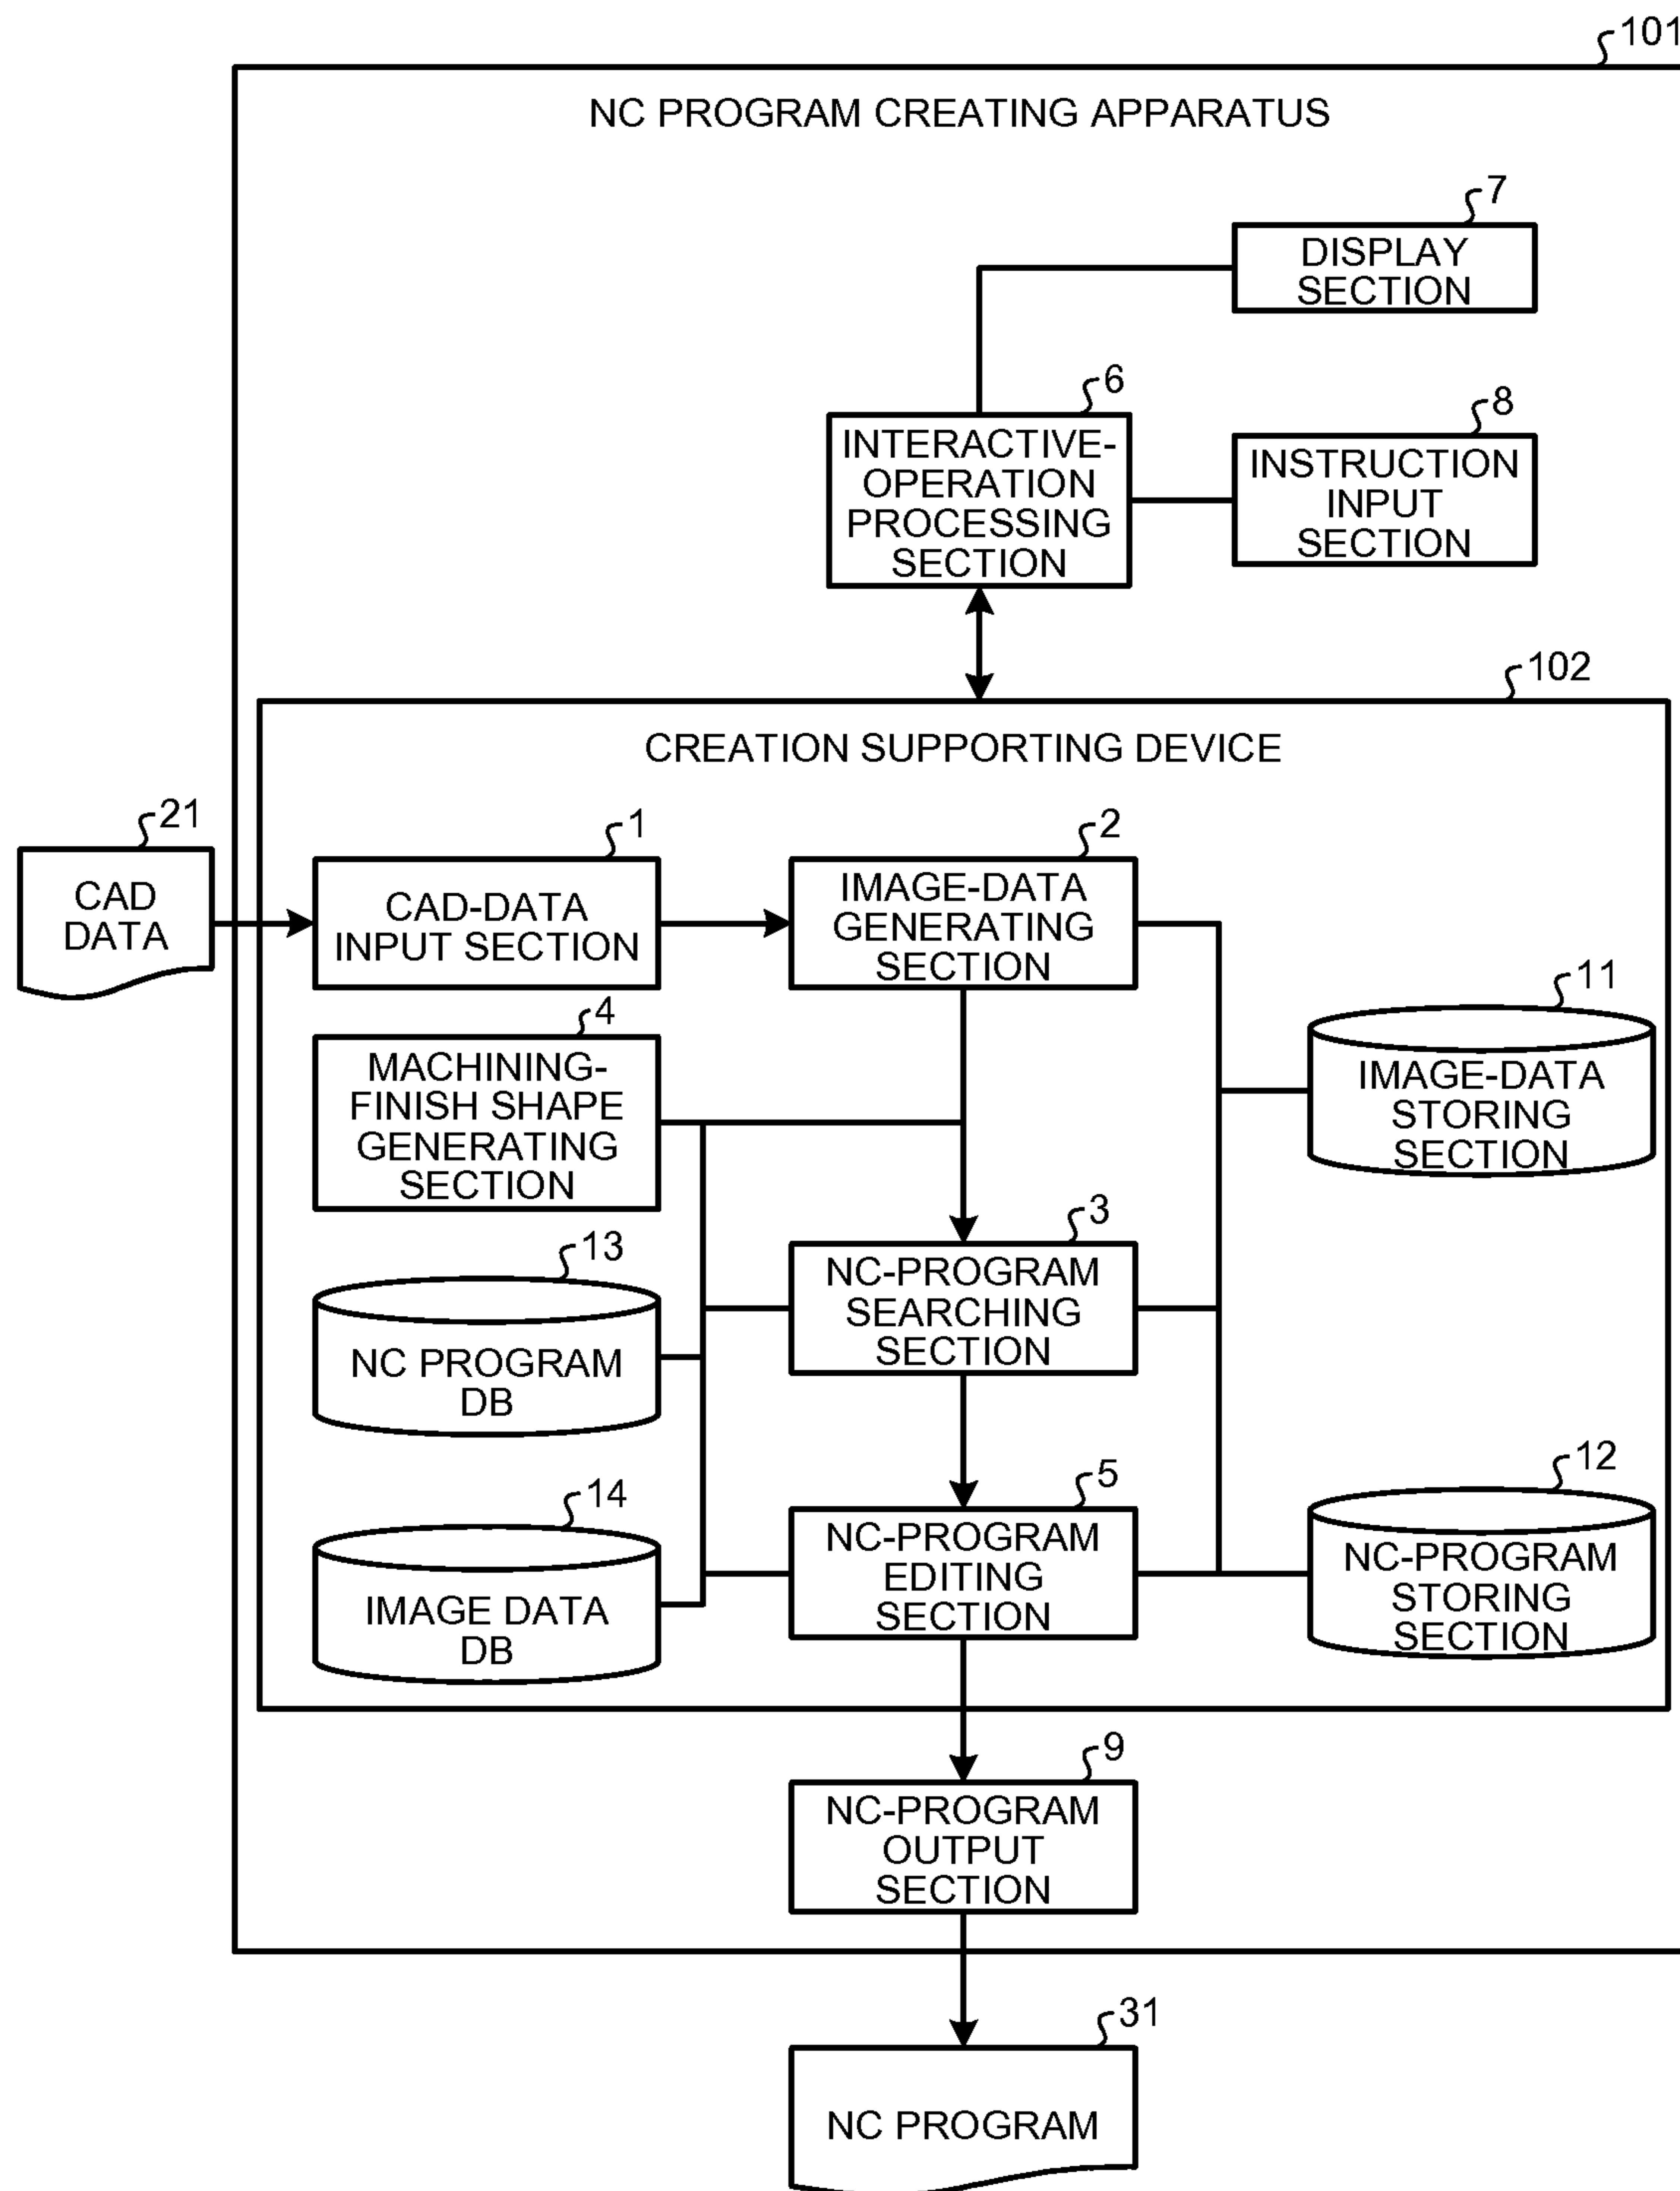 101
NC PROGRAM CREATING APPARATUS
7
DISPLAY
SECTION
6
INTERACTIVE-
OPERATION
PROCESSING
SECTION
8
INSTRUCTION
INPUT
SECTION
102
CREATION SUPPORTING DEVICE
21
CAD
DATA
1
CAD-DATA
INPUT SECTION
2
IMAGE-DATA
GENERATING
SECTION
11
IMAGE-DATA
STORING
SECTION
4
MACHINING-
FINISH SHAPE
GENERATING
SECTION
3
NC-PROGRAM
SEARCHING
SECTION
13
NC PROGRAM
DB
5
NC-PROGRAM
EDITING
SECTION
12
NC-PROGRAM
STORING
SECTION
14
IMAGE DATA
DB
9
NC-PROGRAM
OUTPUT
SECTION
31
NC PROGRAM